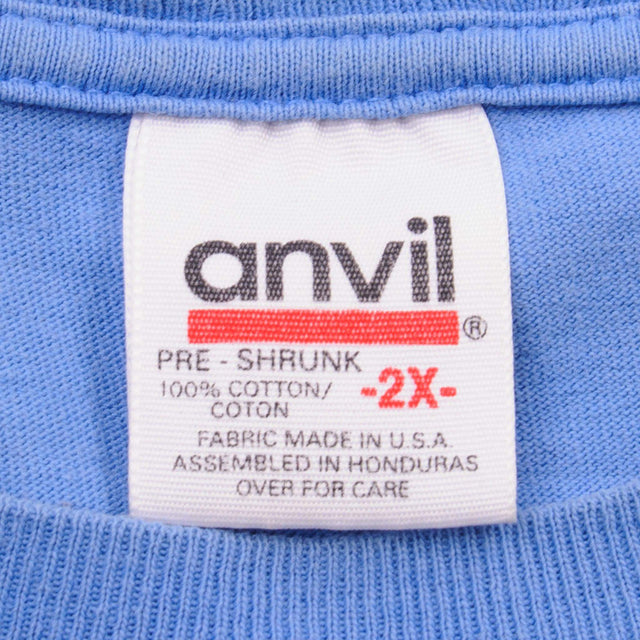 anvil®
PRE - SHRUNK
100% COTTON/
COTON
-2X-
FABRIC MADE IN U.S.A.
ASSEMBLED IN HONDURAS
OVER FOR CARE